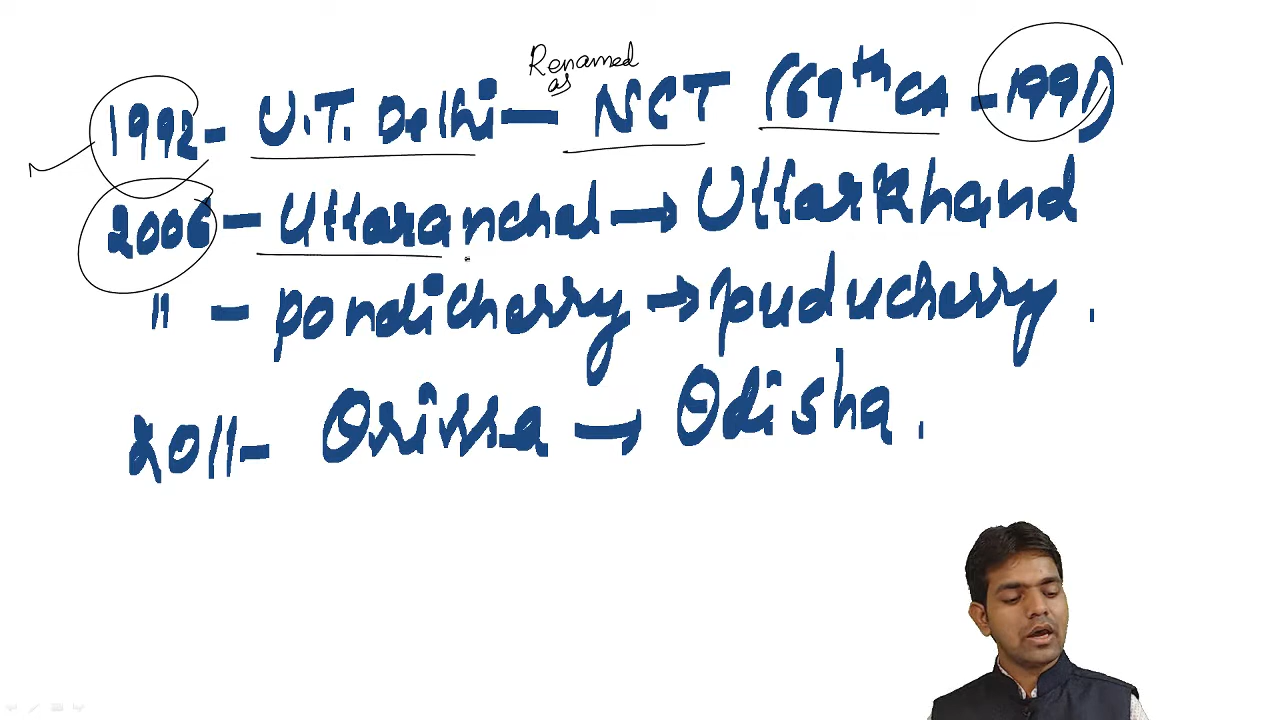 Renamed as
1992 - U.T. Delhi - NCT (69th CA - 1991)
2006 - Uttaranchal → Uttarkhand
" - pondicherry → puducherry.
2011 - Orissa → Odisha.